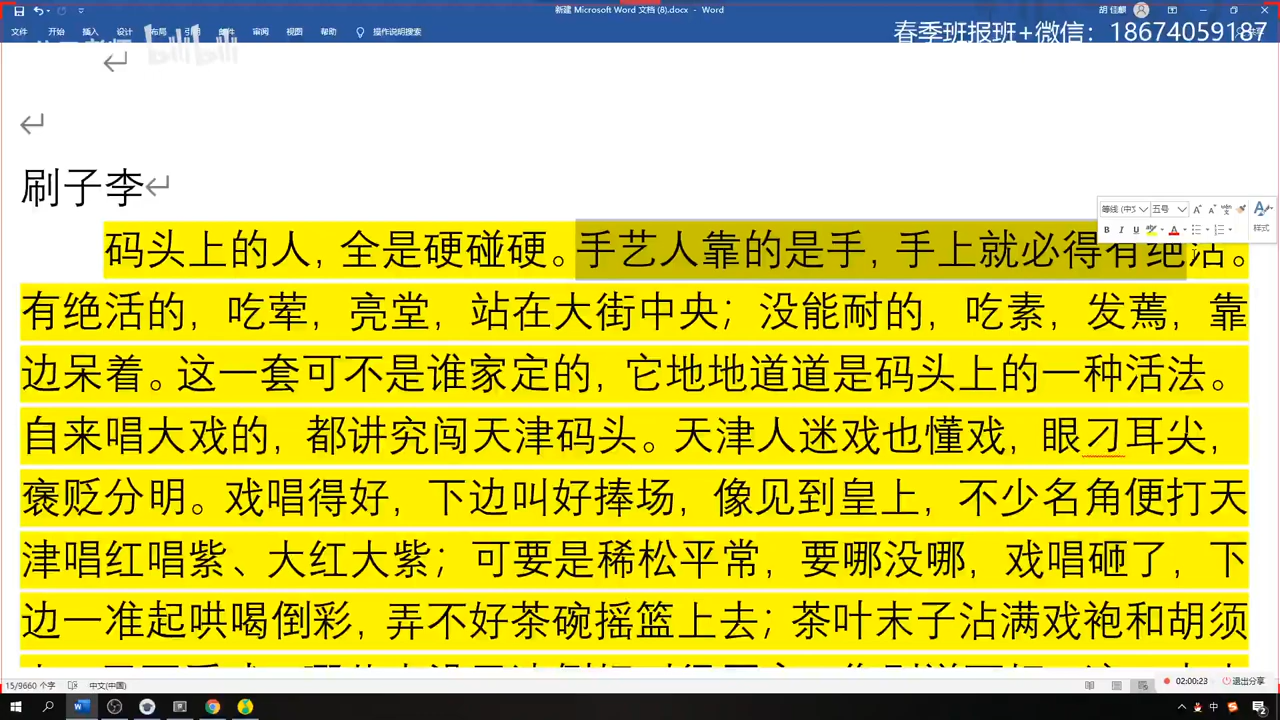 新建 Microsoft Word 文档 (8).docx - Word
胡 佳麒
文件 开始 插入 设计 布局 引用 邮件 审阅 视图 帮助 操作说明搜索
春季班报班+微信：18674059187
bilibili
刷子李
等线 (中文 五号
样式
码头上的人，全是硬碰硬。手艺人靠的是手，手上就必得有绝活。
有绝活的，吃荤，亮堂，站在大街中央；没能耐的，吃素，发蔫，靠
边呆着。这一套可不是谁家定的，它地地道道是码头上的一种活法。
自来唱大戏的，都讲究闯天津码头。天津人迷戏也懂戏，眼刁耳尖，
褒贬分明。戏唱得好，下边叫好捧场，像见到皇上，不少名角便打天
津唱红唱紫、大红大紫；可要是稀松平常，要哪没哪，戏唱砸了，下
边一准起哄喝倒彩，弄不好茶碗摇篮上去；茶叶末子沾满戏袍和胡须
15/9660 个字 中文(中国)
02:00:23 退出分享
中